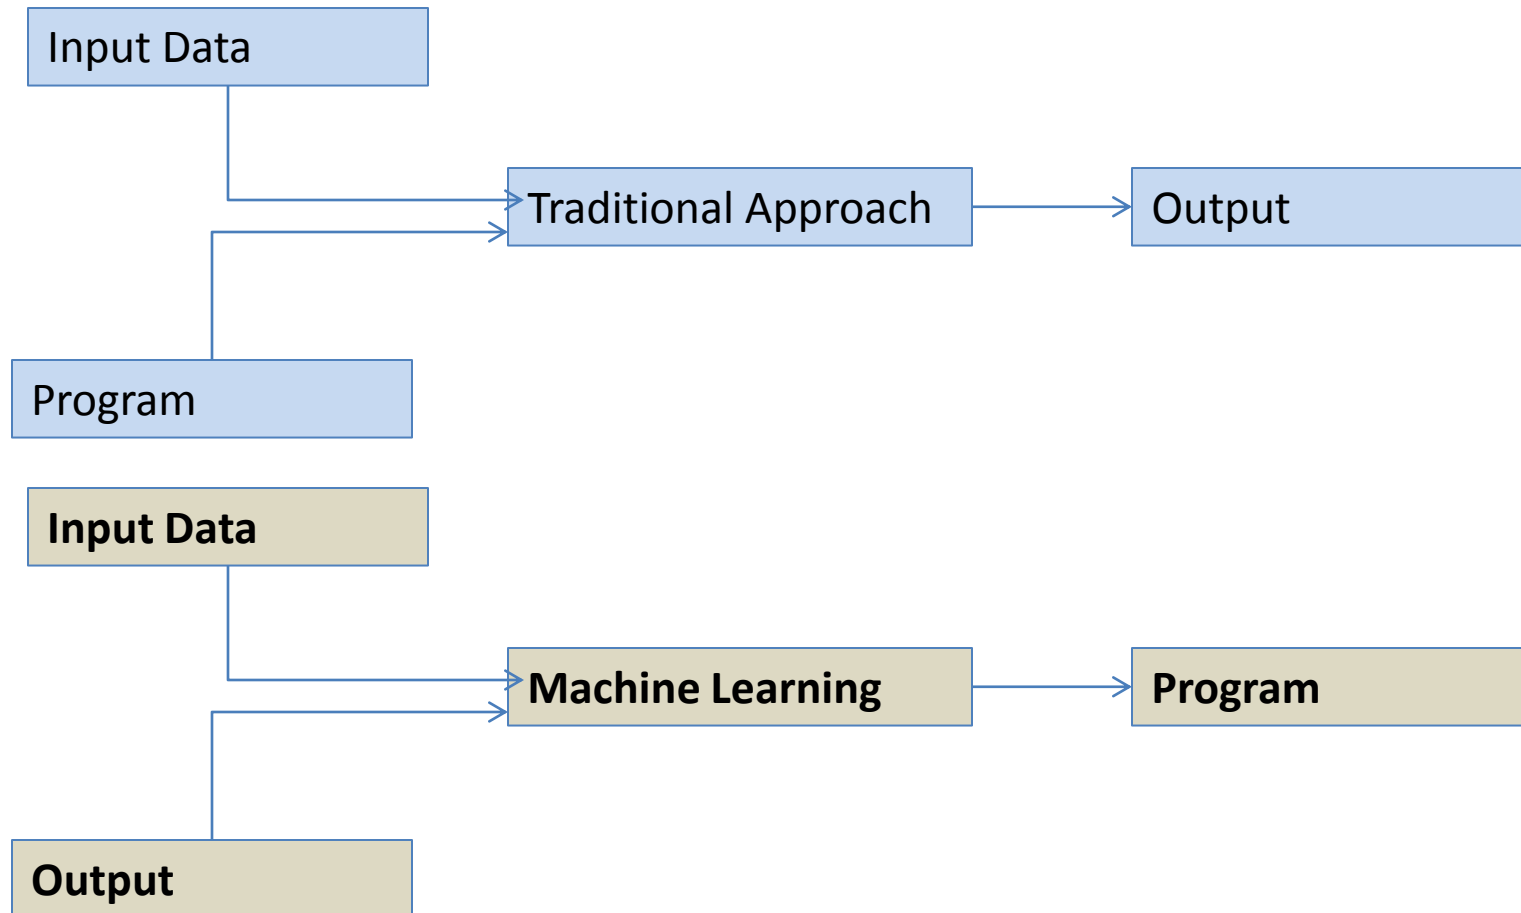 Input Data
Traditional Approach
Output
Program
Input Data
Machine Learning
Program
Output